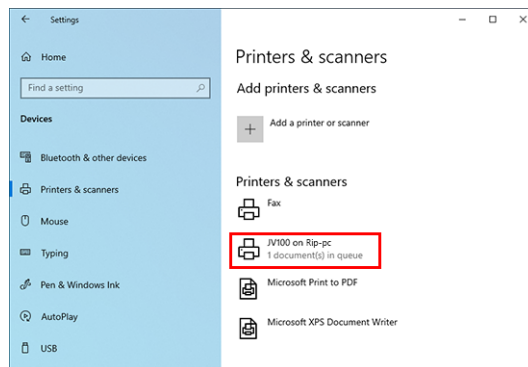 Settings
Home
Find a setting
Devices
Bluetooth & other devices
Printers & scanners
Mouse
Typing
Pen & Windows Ink
AutoPlay
USB
Printers & scanners
Add printers & scanners
Add a printer or scanner
Printers & scanners
Fax
JV100 on Rip-pc
1 document(s) in queue
Microsoft Print to PDF
Microsoft XPS Document Writer